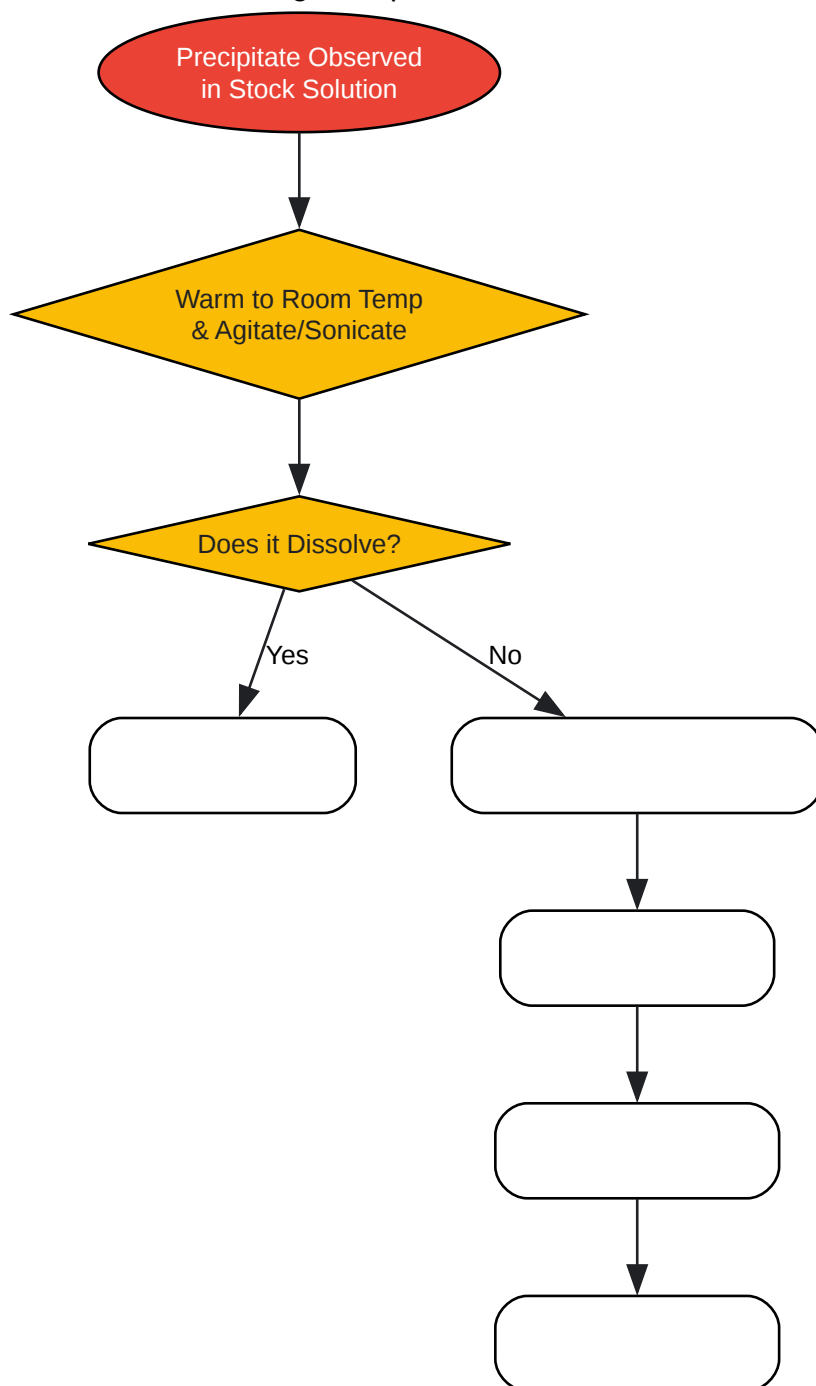 Precipitate Observed
in Stock Solution
Warm to Room Temp
& Agitate/Sonicate
Does it Dissolve?
Yes
No